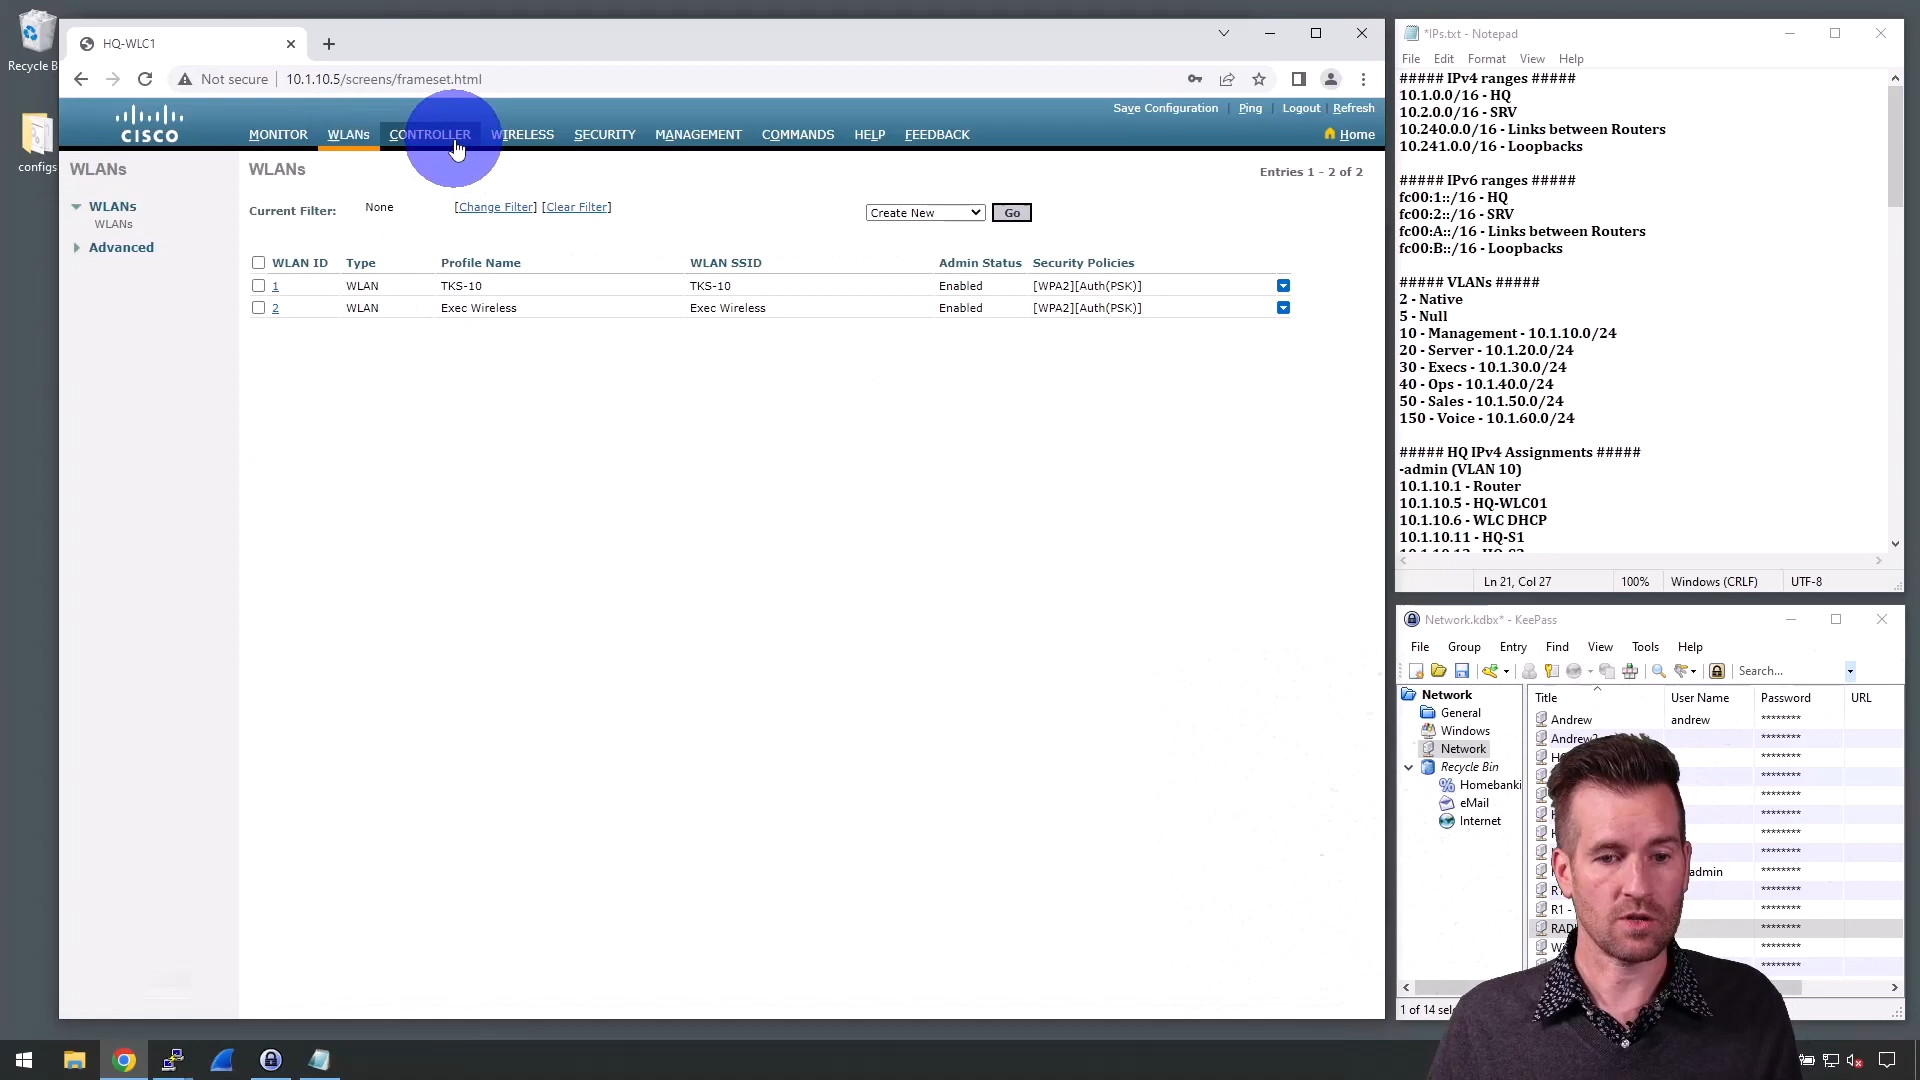 Recycle B
configs
HQ-WLC1
Not secure
10.1.10.5/screens/frameset.html
Save Configuration
Ping
Logout
Refresh
CISCO
MONITOR
WLANs
CONTROLLER
WIRELESS
SECURITY
MANAGEMENT
COMMANDS
HELP
FEEDBACK
Home
WLANs
WLANs
WLANs
Advanced
WLANs
Entries 1 - 2 of 2
Current Filter:
None
[Change Filter] [Clear Filter]
Create New
Go
WLAN ID
Type
Profile Name
WLAN SSID
Admin Status
Security Policies
1
WLAN
TKS-10
TKS-10
Enabled
[WPA2][Auth(PSK)]
2
WLAN
Exec Wireless
Exec Wireless
Enabled
[WPA2][Auth(PSK)]
*IPs.txt - Notepad
File
Edit
Format
View
Help
##### IPv4 ranges #####
10.1.0.0/16 - HQ
10.2.0.0/16 - SRV
10.240.0.0/16 - Links between Routers
10.241.0.0/16 - Loopbacks
##### IPv6 ranges #####
fc00:1::/16 - HQ
fc00:2::/16 - SRV
fc00:A::/16 - Links between Routers
fc00:B::/16 - Loopbacks
##### VLANs #####
2 - Native
5 - Null
10 - Management - 10.1.10.0/24
20 - Server - 10.1.20.0/24
30 - Execs - 10.1.30.0/24
40 - Ops - 10.1.40.0/24
50 - Sales - 10.1.50.0/24
150 - Voice - 10.1.60.0/24
##### HQ IPv4 Assignments #####
-admin (VLAN 10)
10.1.10.1 - Router
10.1.10.5 - HQ-WLC01
10.1.10.6 - WLC DHCP
10.1.10.11 - HQ-S1
Ln 21, Col 27
100%
Windows (CRLF)
UTF-8
Network.kdbx* - KeePass
File
Group
Entry
Find
View
Tools
Help
Search...
Network
General
Windows
Network
Recycle Bin
Homebanki
eMail
Internet
Title
User Name
Password
URL
Andrew
andrew
********
********
********
********
********
********
********
********
admin
********
********
R1 -
********
RAD
********
********
********
1 of 14 sele